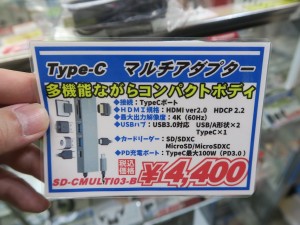 Type-C マルチアダプター
多機能ながらコンパクトボディ
◆接続：TypeCポート
◆HDMI規格：HDMI ver2.0 HDCP 2.2
◆最大出力解像度：4K（60Hz）
◆USBハブ：USB3.0対応 USB/A形状×2
TypeC×1
◆カードリーダー：SD/SDXC
MicroSD/MicroSDXC
◆PD充電ポート：TypeC最大100W（PD3.0）
SD-CMULTI03-B
税込価格
¥4,400